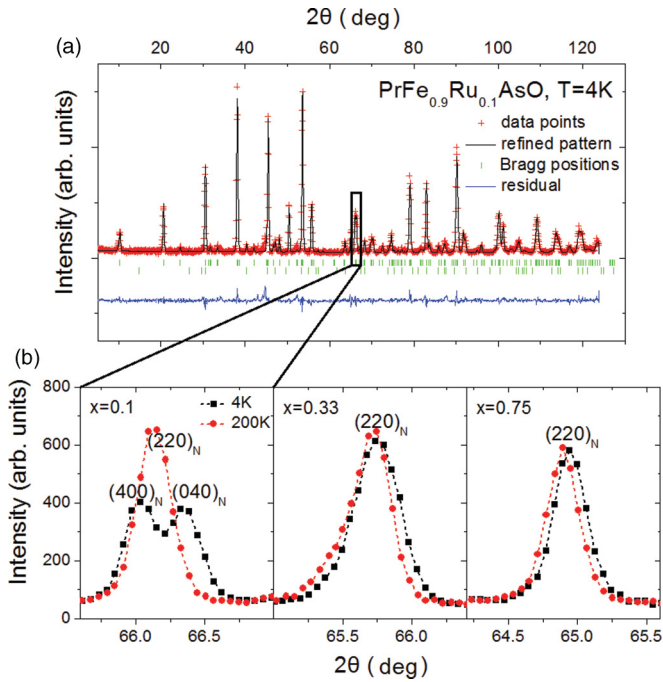 2θ (deg)
(a)
20 40 60 80 100 120
Intensity (arb. units)
PrFe0.9Ru0.1AsO, T=4K
data points
refined pattern
Bragg positions
residual
(b)
Intensity (arb. units)
800
600
400
200
0
x=0.1
4K
200K
(220)N
(400)N
(040)N
x=0.33
(220)N
x=0.75
(220)N
66.0 66.5 65.5 66.0 64.5 65.0 65.5
2θ (deg)